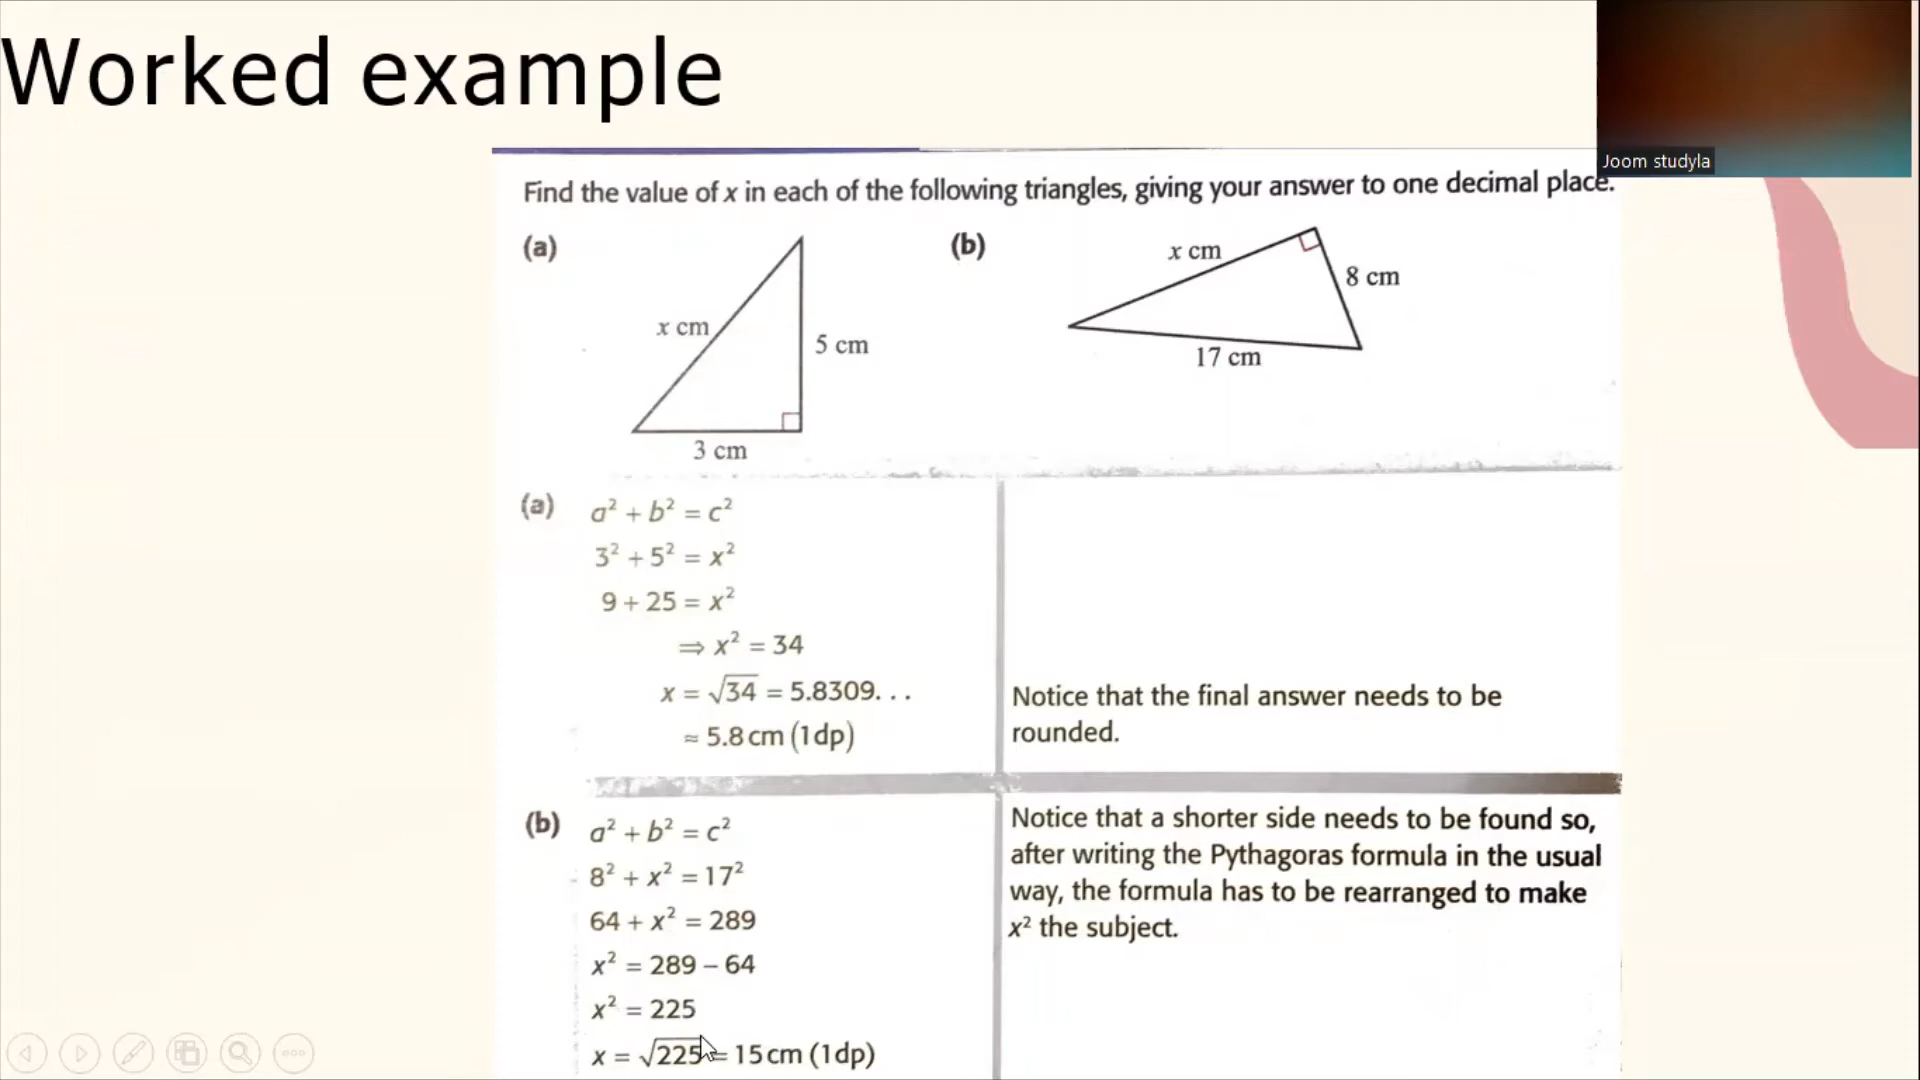 Worked example
Joom studyla
Find the value of x in each of the following triangles, giving your answer to one decimal place.
(a)
x cm
5 cm
3 cm
(b)
x cm
8 cm
17 cm
(a) a² + b² = c²
3² + 5² = x²
9 + 25 = x²
⇒ x² = 34
x = √34 = 5.8309. . .
≈ 5.8 cm (1dp)
Notice that the final answer needs to be
rounded.
(b) a² + b² = c²
8² + x² = 17²
64 + x² = 289
x² = 289 – 64
x² = 225
x = √225 = 15 cm (1dp)
Notice that a shorter side needs to be found so,
after writing the Pythagoras formula in the usual
way, the formula has to be rearranged to make
x² the subject.